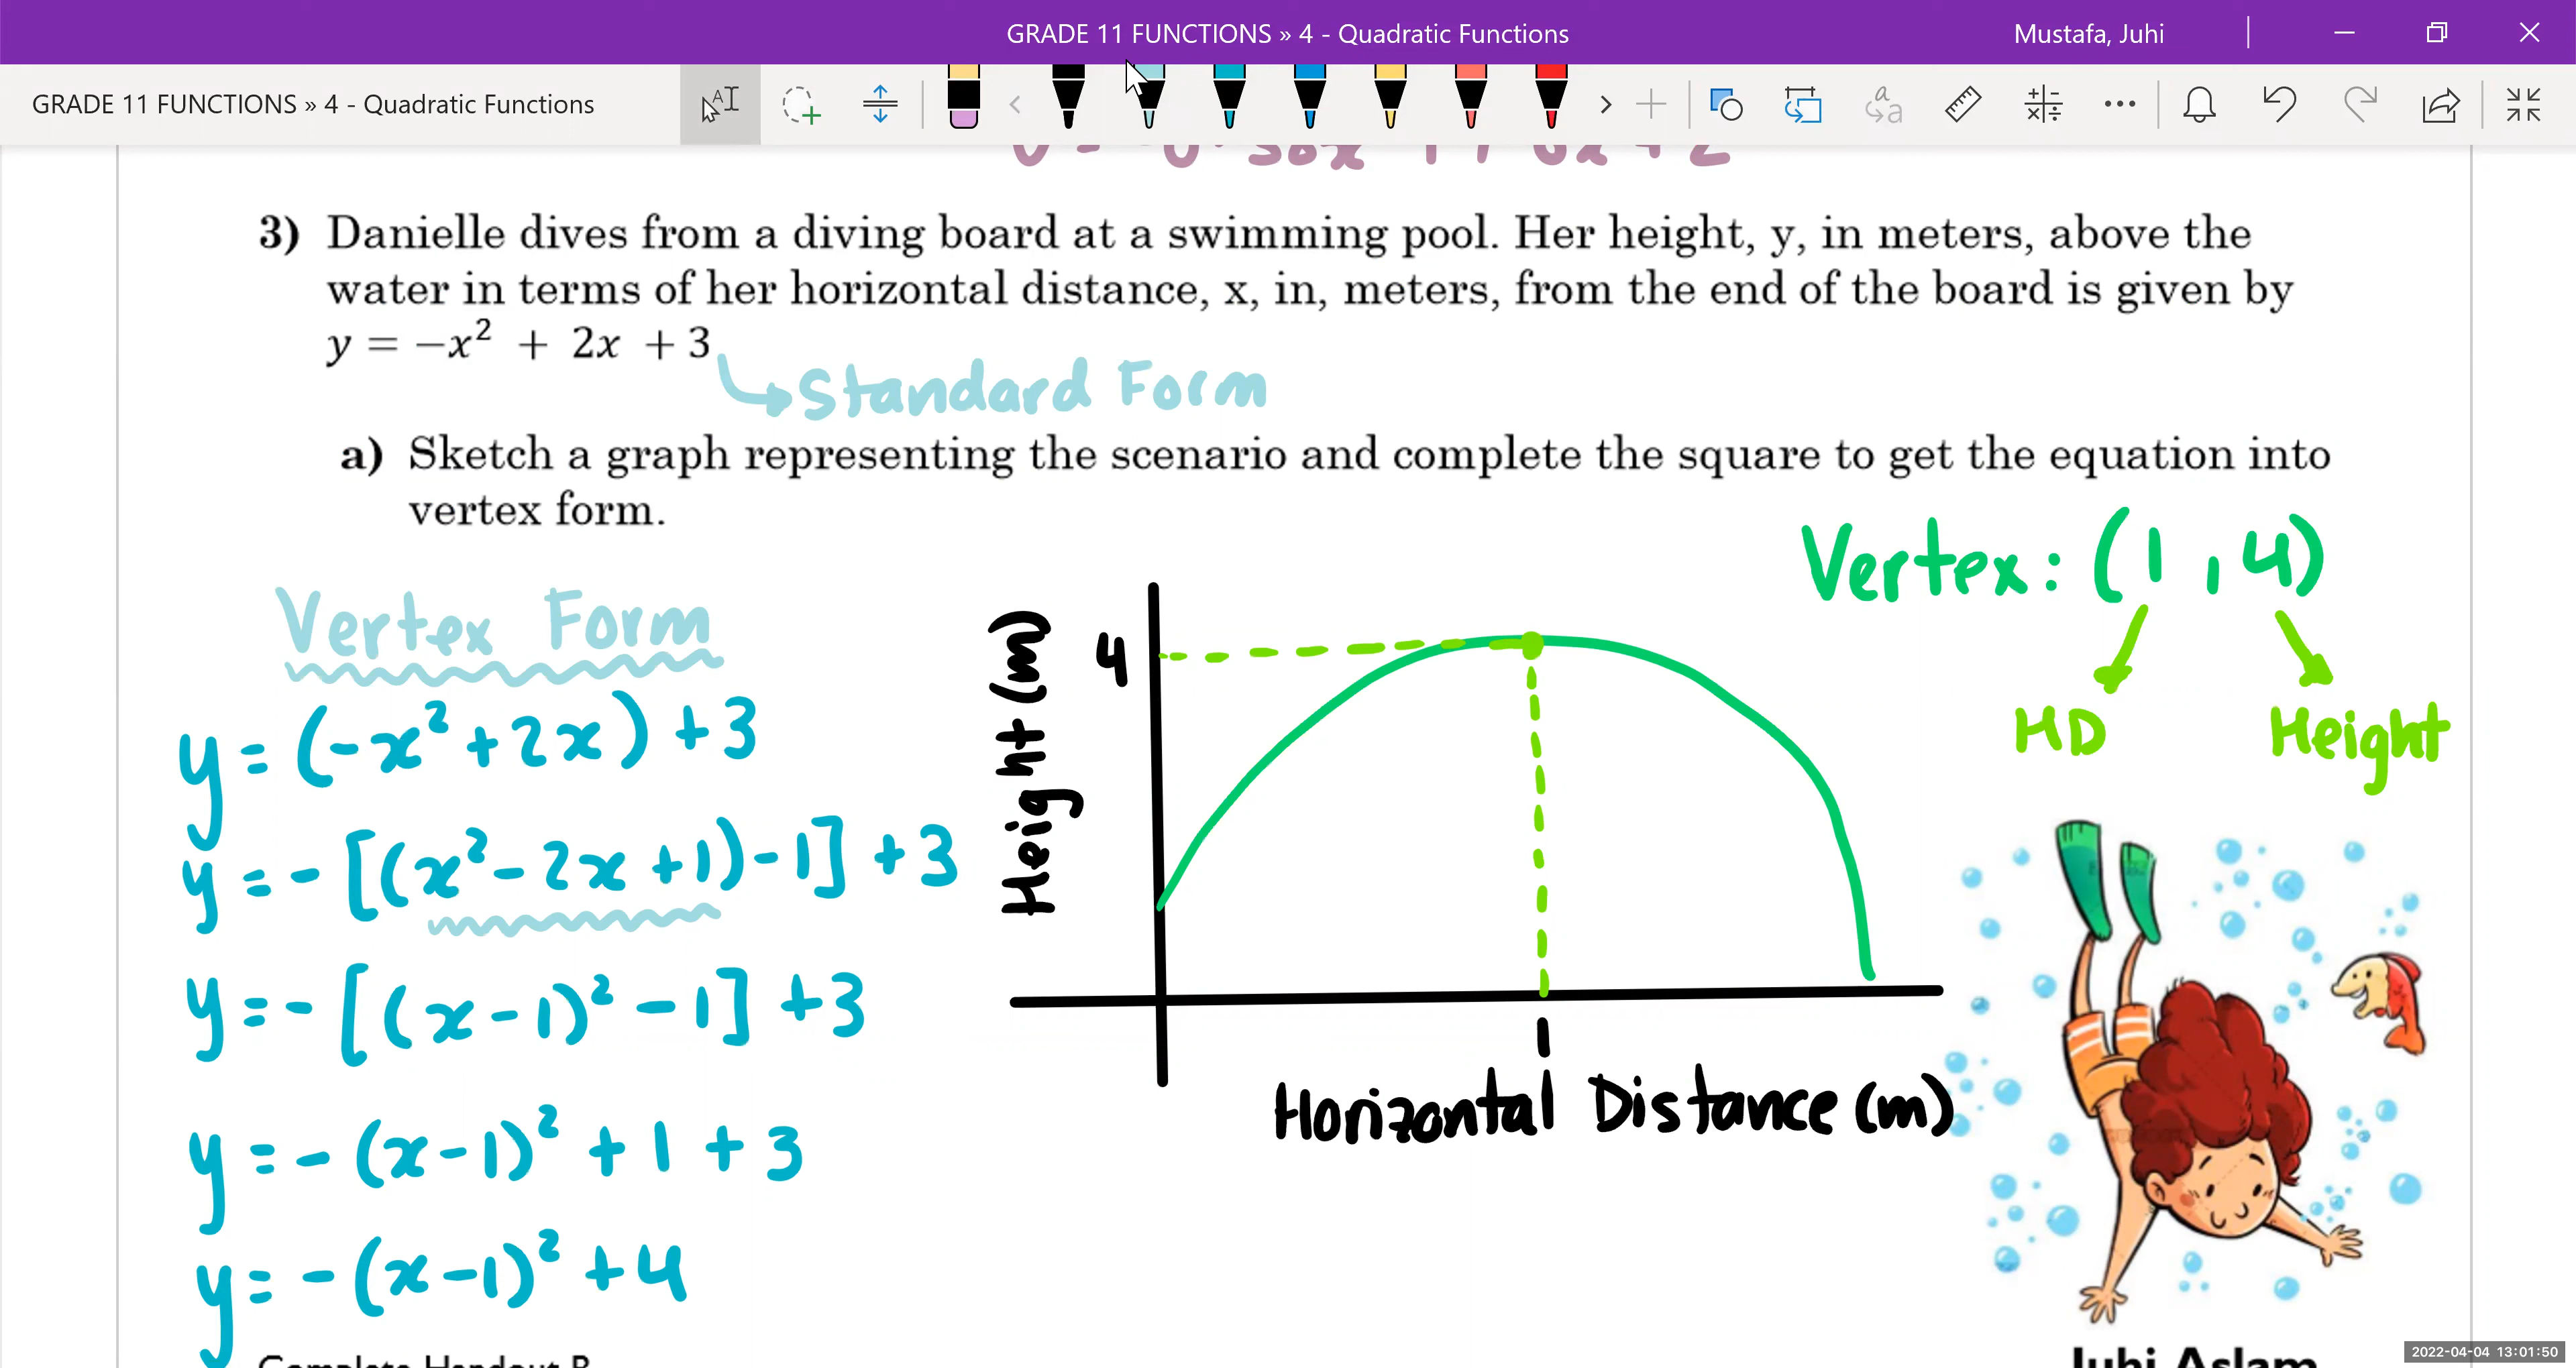 GRADE 11 FUNCTIONS » 4 - Quadratic Functions
Mustafa, Juhi
GRADE 11 FUNCTIONS » 4 - Quadratic Functions
3) Danielle dives from a diving board at a swimming pool. Her height, y, in meters, above the
water in terms of her horizontal distance, x, in, meters, from the end of the board is given by
y = −x² + 2x + 3
Standard Form
a) Sketch a graph representing the scenario and complete the square to get the equation into
vertex form.
Vertex: (1, 4)
HD
Height
Vertex Form
y = (-x² + 2x) + 3
y = - [(x² - 2x + 1) - 1] + 3
y = - [(x - 1)² - 1] + 3
y = - (x - 1)² + 1 + 3
y = - (x - 1)² + 4
Height (m)
4
1
Horizontal Distance (m)
Complete Handout B
Juhi Aslam
2022-04-04 13:01:50